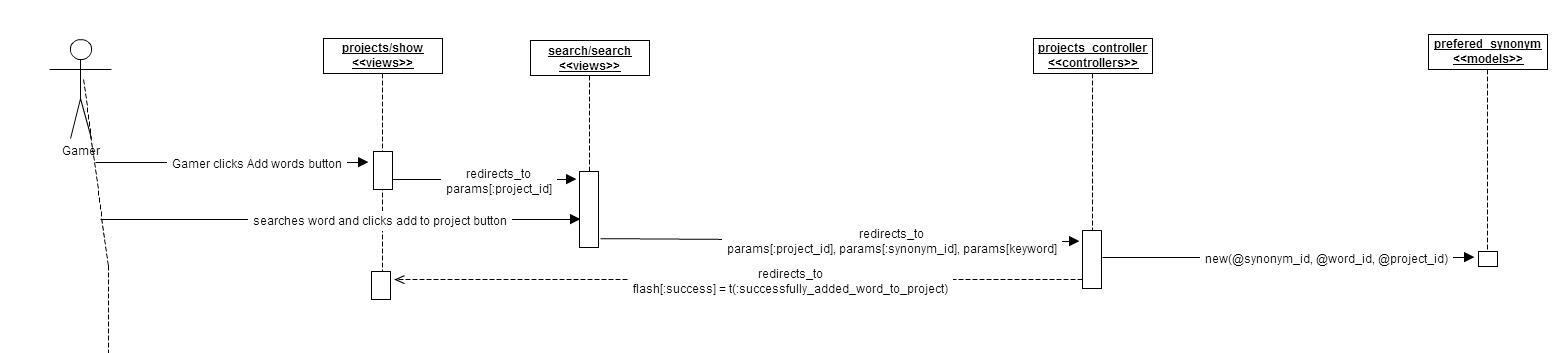 projects/show
<<views>>
search/search
<<views>>
projects_controller
<<controllers>>
prefered_synonym
<<models>>
Gamer
Gamer clicks Add words button
redirects_to
params[:project_id]
searches word and clicks add to project button
redirects_to
params[:project_id], params[:synonym_id], params[keyword]
new(@synonym_id, @word_id, @project_id)
redirects_to
flash[:success] = t(:successfully_added_word_to_project)